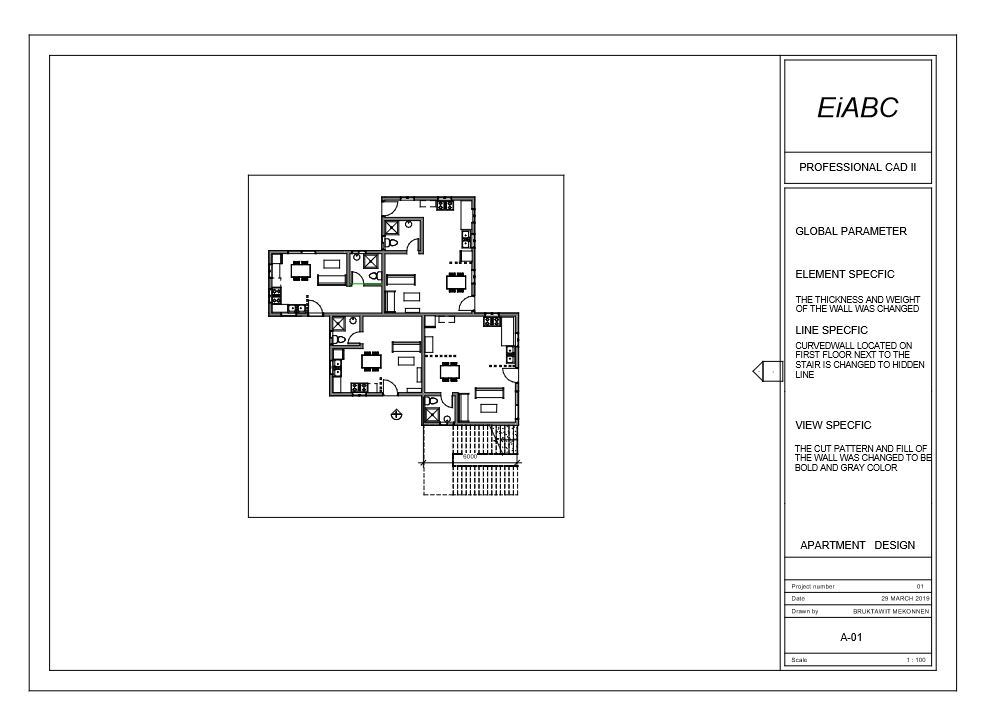 EiABC
PROFESSIONAL CAD II
GLOBAL PARAMETER
ELEMENT SPECFIC
THE THICKNESS AND WEIGHT
OF THE WALL WAS CHANGED
LINE SPECFIC
CURVEDWALL LOCATED ON
FIRST FLOOR NEXT TO THE
STAIR IS CHANGED TO HIDDEN
LINE
VIEW SPECFIC
THE CUT PATTERN AND FILL OF
THE WALL WAS CHANGED TO BE
BOLD AND GRAY COLOR
6000
APARTMENT DESIGN
Project number 01
Date 29 MARCH 2019
Drawn by BRUKTAWIT MEKONNEN
A-01
Scale 1 : 100